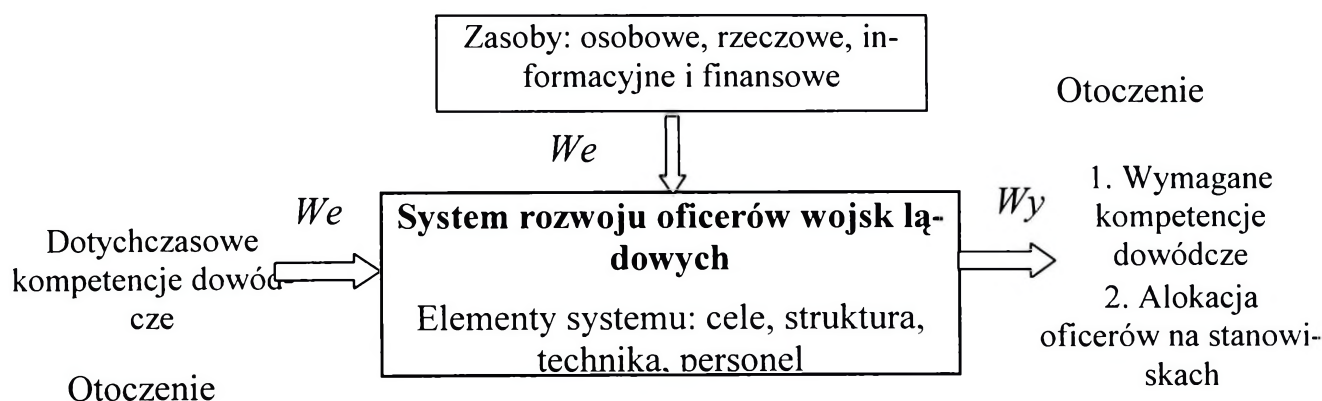 Zasoby: osobowe, rzeczowe, in-
formacyjne i finansowe
Otoczenie
We
We
Wy
System rozwoju oficerów wojsk lą-
dowych
Elementy systemu: cele, struktura,
technika, personel
Dotychczasowe
kompetencje dowód-
cze
Otoczenie
1. Wymagane
kompetencje
dowódcze
2. Alokacja
oficerów na stanowi-
skach